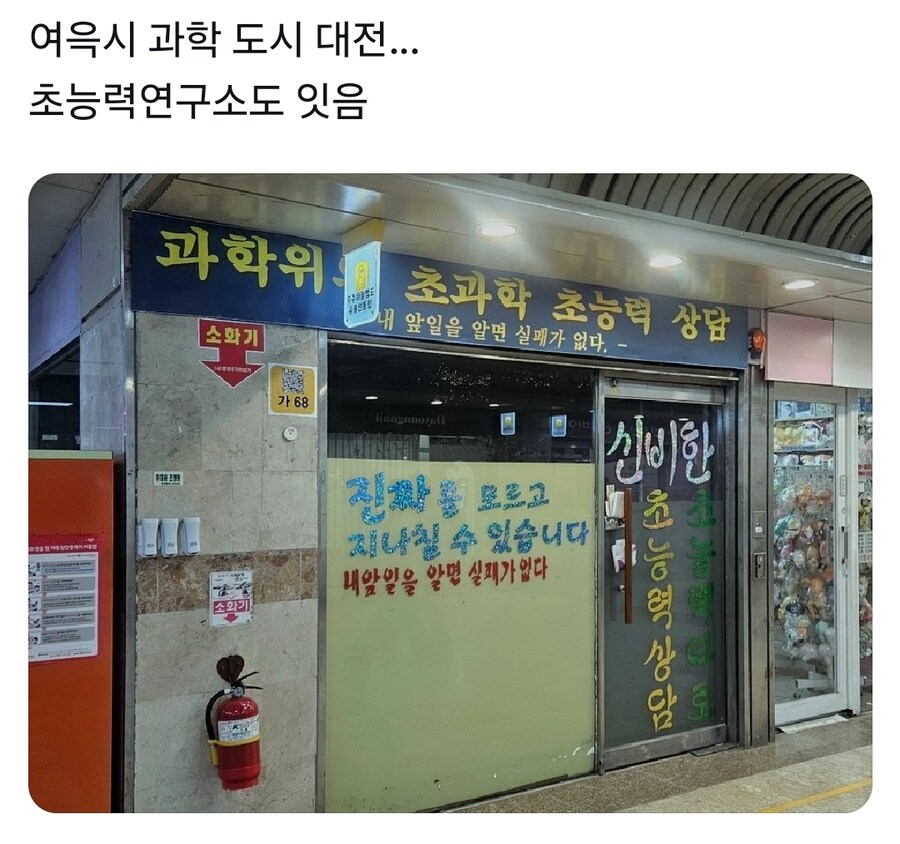 여윽시 과학 도시 대전...
초능력연구소도 잇음
과학위 초과학 초능력 상담
내 앞일을 알면 실패가 없다. -
소화기
가 68
진짜를 모르고
지나칠 수 있습니다
내앞일을 알면 실패가없다
신비한
초능력상담
초능력
소화기